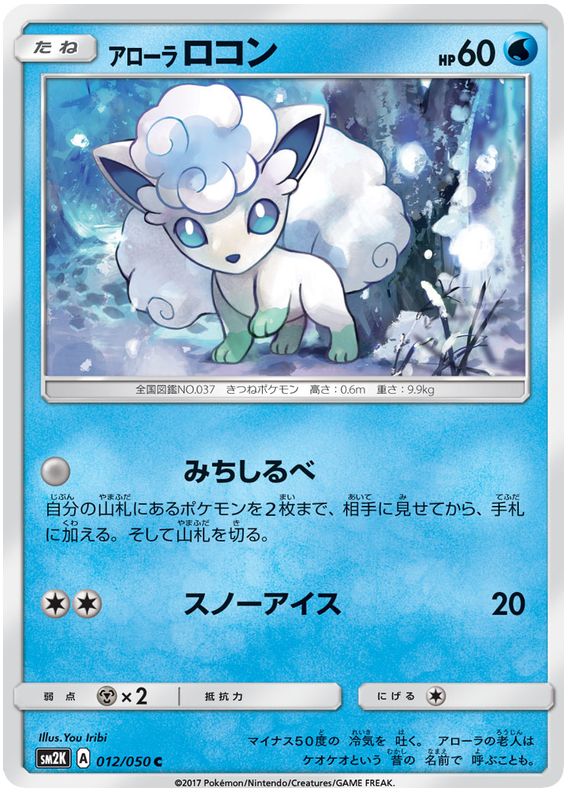 たね アローラ ロコン HP 60
全国図鑑NO.037 きつねポケモン 高さ:0.6m 重さ:9.9kg
みちしるべ
自分の山札にあるポケモンを2枚まで、相手に見せてから、手札
に加える。そして山札を切る。
スノーアイス 20
弱点 ×2 抵抗力 にげる
Illus.You Iribi
SM2K A 012/050 C
マイナス50度の 冷気を 吐く。 アローラの老人は
ケオケオという 昔の 名前で 呼ぶことも。
©2017 Pokémon/Nintendo/Creatures/GAME FREAK.